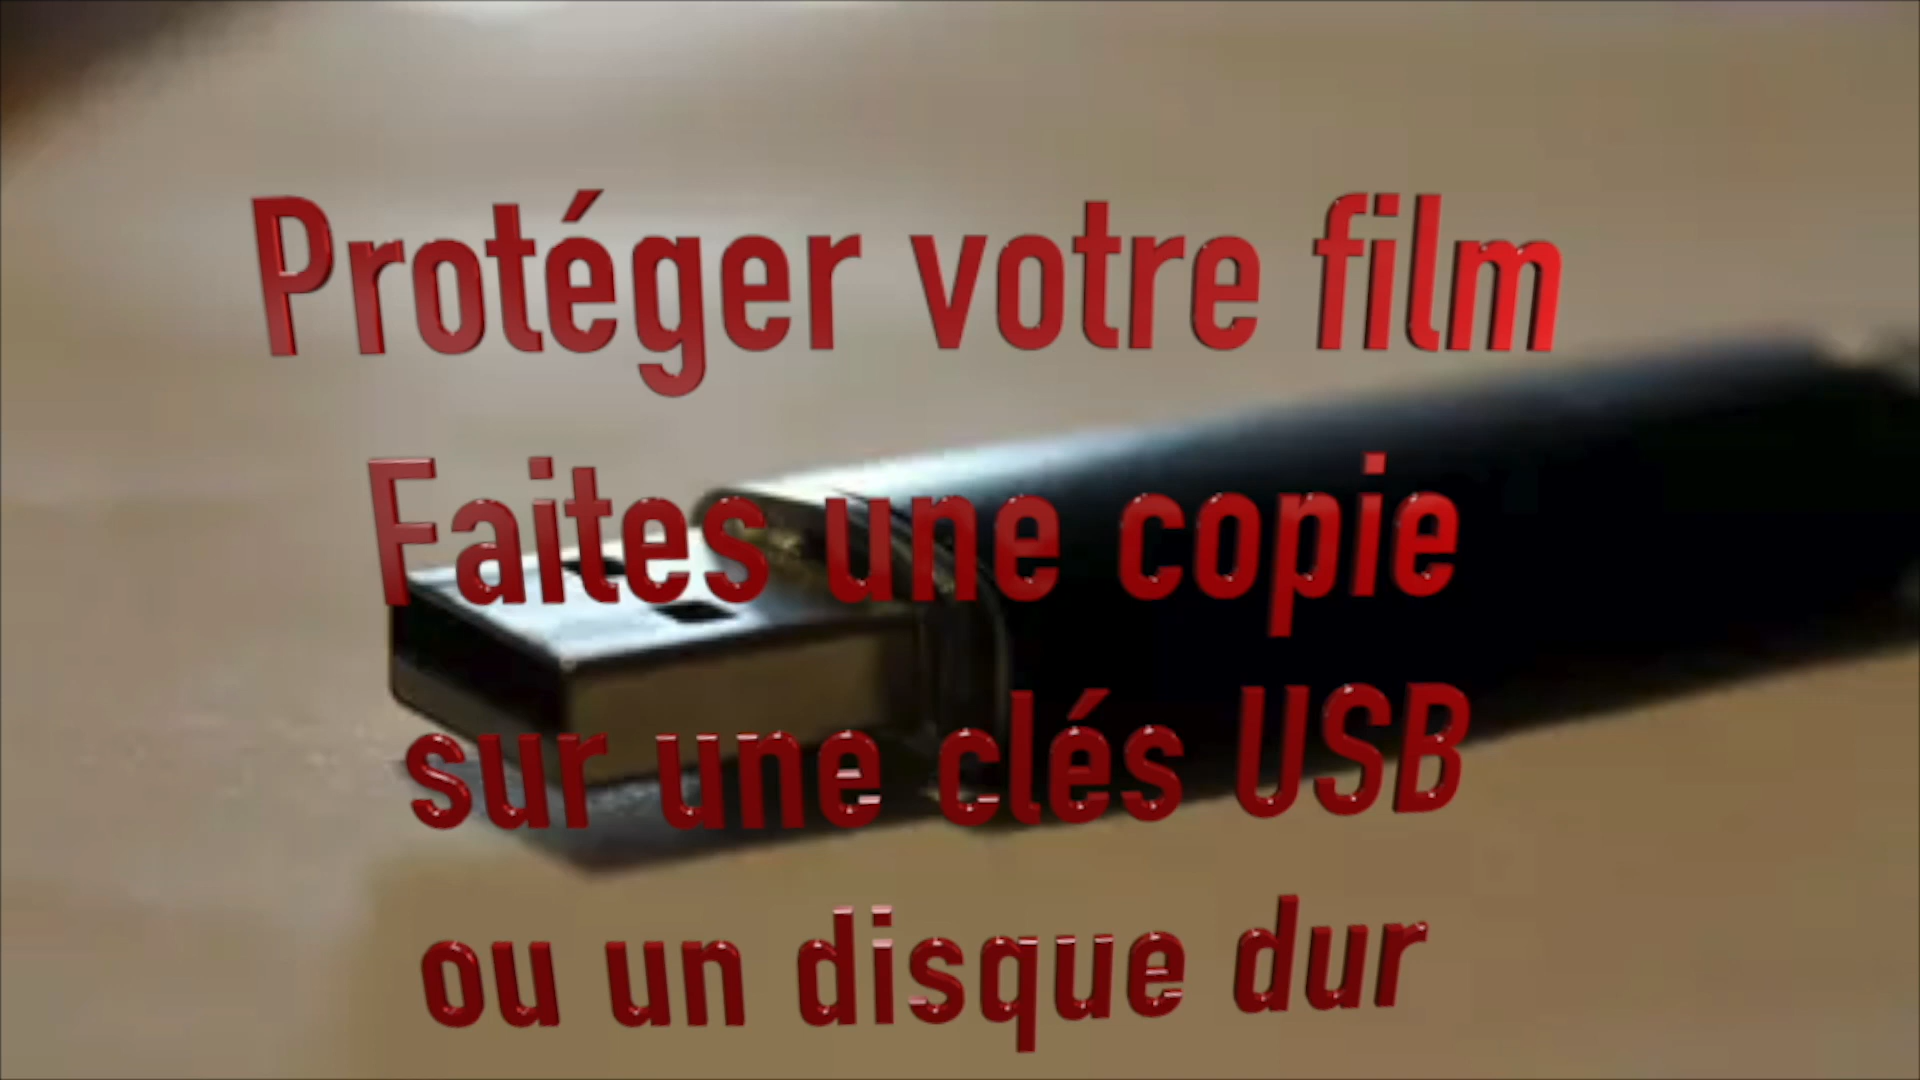 Protéger votre film
Faites une copie
sur une clés USB
ou un disque dur